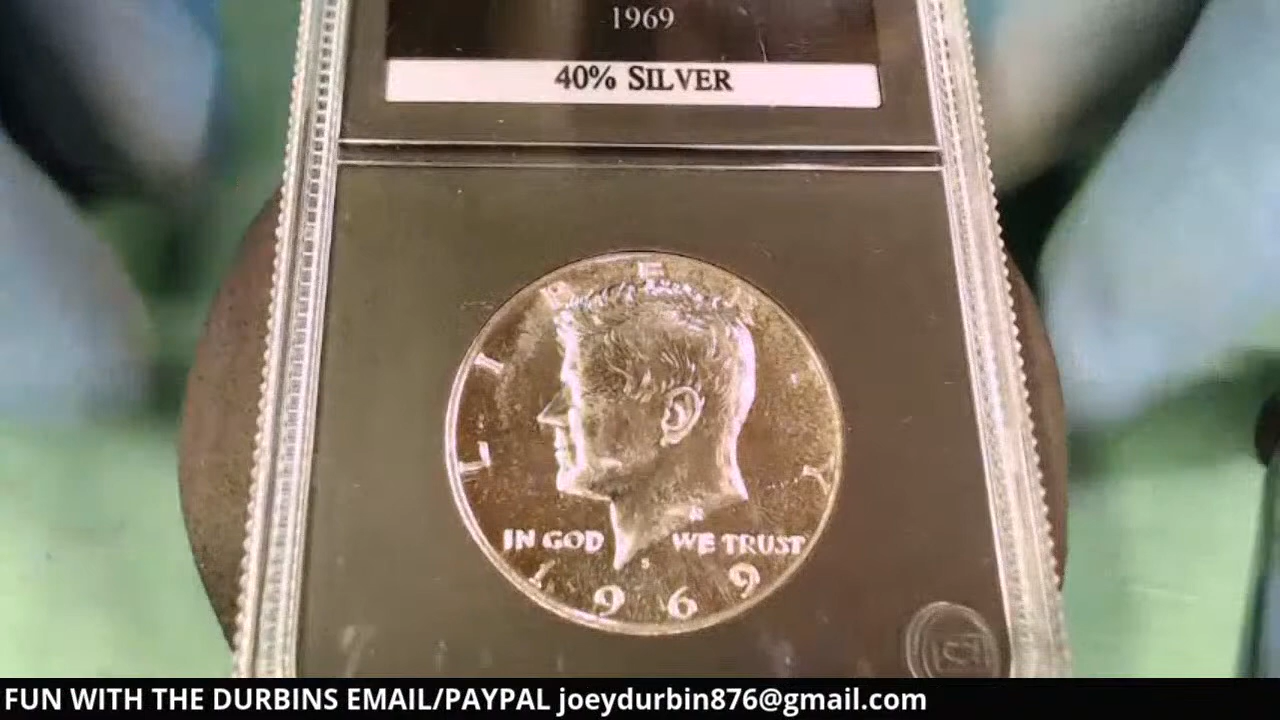 1969
40% SILVER
LIBERTY
IN GOD WE TRUST
S
1969
FUN WITH THE DURBINS EMAIL/PAYPAL joeydurbin876@gmail.com